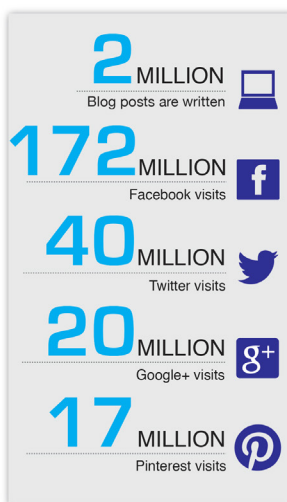 2 MILLION
Blog posts are written
172 MILLION
Facebook visits
f
40 MILLION
Twitter visits
20 MILLION
g+
Google+ visits
17 MILLION
Pinterest visits